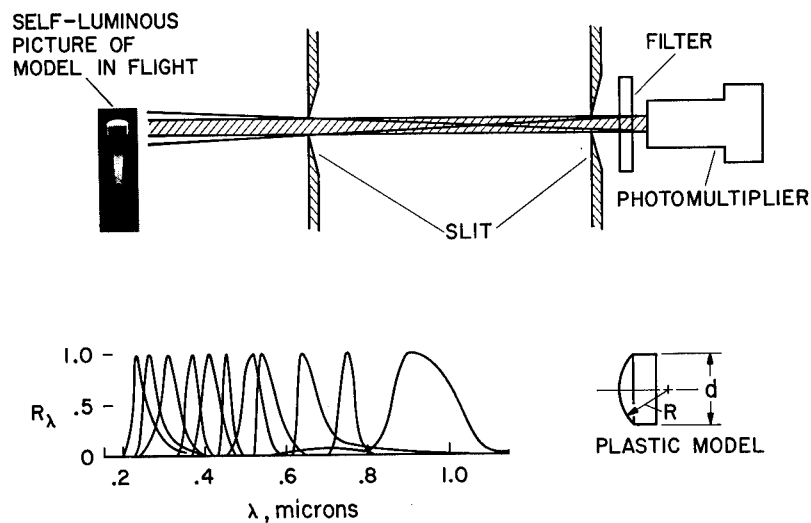 SELF-LUMINOUS
PICTURE OF
MODEL IN FLIGHT
FILTER
SLIT
PHOTOMULTIPLIER
Rλ
1.0
.5
0
.2 .4 .6 .8 1.0
λ, microns
d
R
PLASTIC MODEL